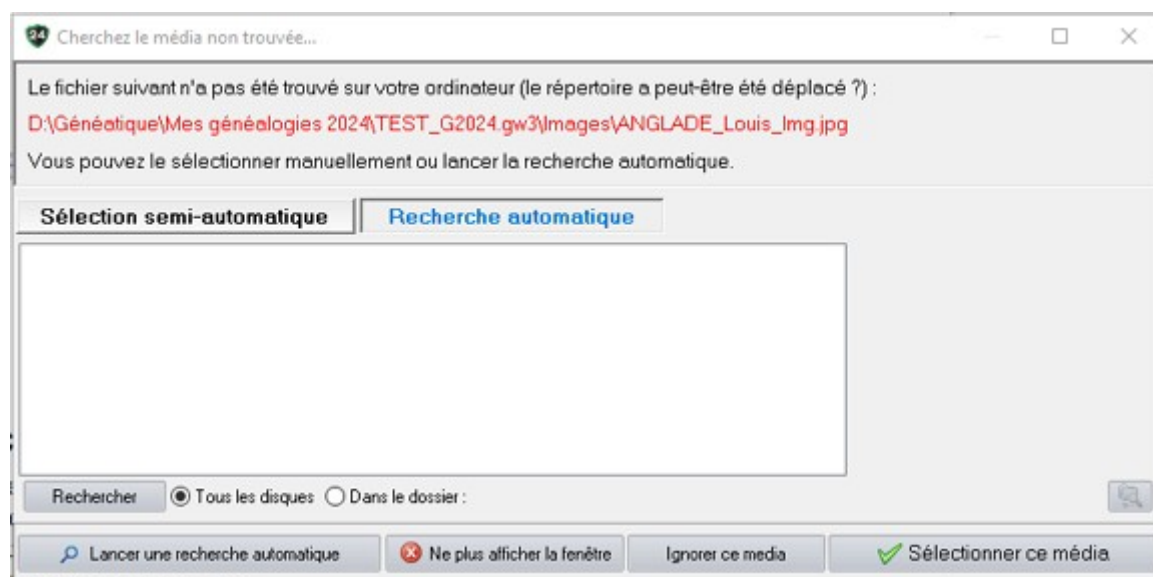 24 Cherchez le média non trouvée...
Le fichier suivant n'a pas été trouvé sur votre ordinateur (le répertoire a peut-être été déplacé ?) :
D:\Généatique\Mes généalogies 2024\TEST_G2024.gw3\Images\ANGLADE_Louis_Img.jpg
Vous pouvez le sélectionner manuellement ou lancer la recherche automatique.
Sélection semi-automatique Recherche automatique
Rechercher Tous les disques Dans le dossier :
Lancer une recherche automatique Ne plus afficher la fenêtre Ignorer ce media Sélectionner ce média